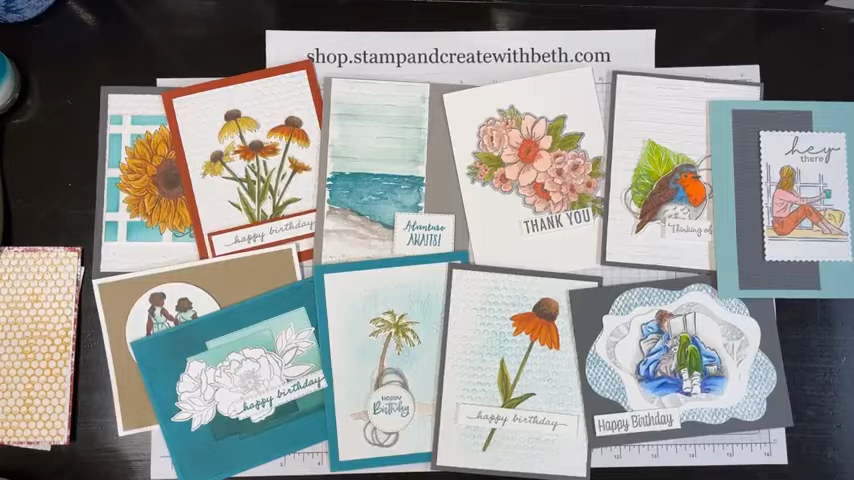 shop.stampandcreatewithbeth.com
happy birthday
Adventure
AWAITS!
THANK YOU
Thinking of
hey
there
happy birthday
HAPPY
Birthday
happy birthday
Happy Birthday